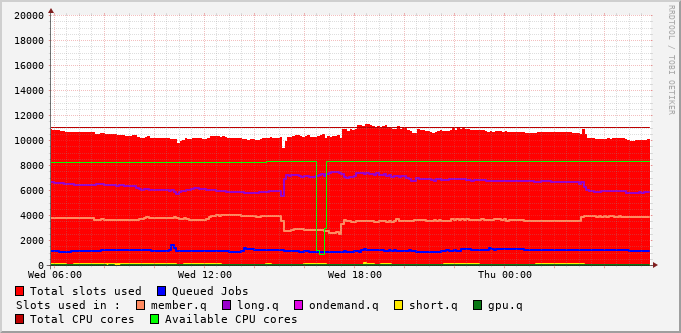 20000
18000
16000
14000
12000
10000
8000
6000
4000
2000
0
Wed 06:00 Wed 12:00 Wed 18:00 Thu 00:00
Total slots used Queued Jobs
Slots used in : member.q long.q ondemand.q short.q gpu.q
Total CPU cores Available CPU cores
RRDTOOL / TOBI OETIKER